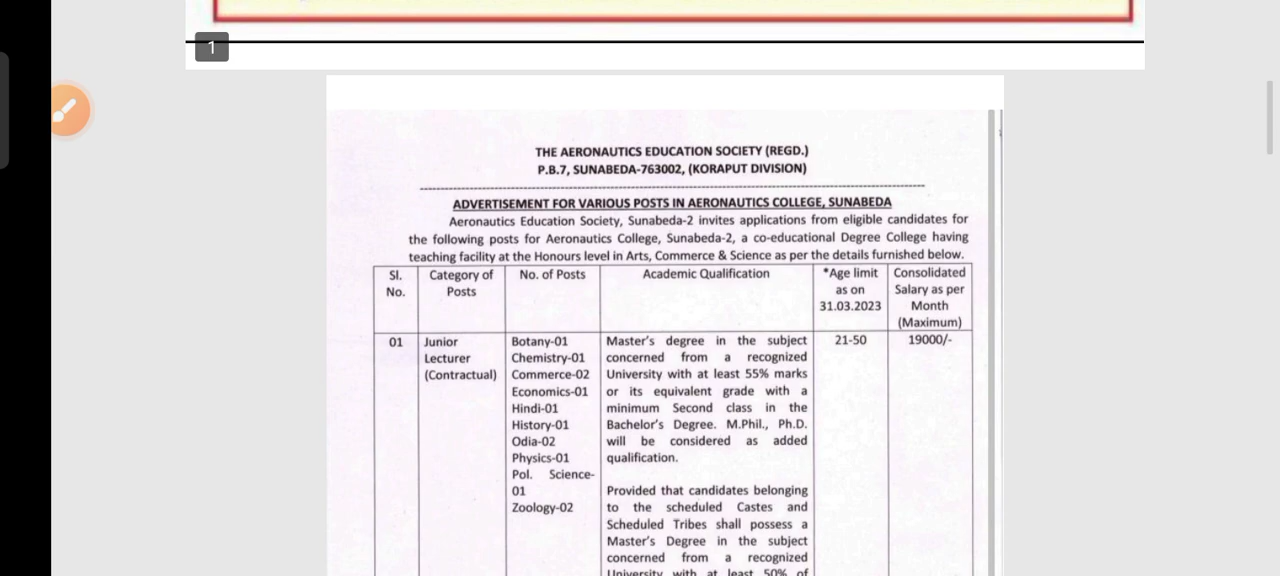 1
THE AERONAUTICS EDUCATION SOCIETY (REGD.)
P.B.7, SUNABEDA-763002, (KORAPUT DIVISION)
ADVERTISEMENT FOR VARIOUS POSTS IN AERONAUTICS COLLEGE, SUNABEDA
Aeronautics Education Society, Sunabeda-2 invites applications from eligible candidates for
the following posts for Aeronautics College, Sunabeda-2, a co-educational Degree College having
teaching facility at the Honours level in Arts, Commerce & Science as per the details furnished below.
Sl.
No.
Category of
Posts
No. of Posts
Academic Qualification
*Age limit
as on
31.03.2023
Consolidated
Salary as per
Month
(Maximum)
01
Junior
Lecturer
(Contractual)
Botany-01
Chemistry-01
Commerce-02
Economics-01
Hindi-01
History-01
Odia-02
Physics-01
Pol. Science-
01
Zoology-02
Master's degree in the subject
concerned from a recognized
University with at least 55% marks
or its equivalent grade with a
minimum Second class in the
Bachelor's Degree. M.Phil., Ph.D.
will be considered as added
qualification.
Provided that candidates belonging
to the scheduled Castes and
Scheduled Tribes shall possess a
Master's Degree in the subject
concerned from a recognized
University with at least 50% of
21-50
19000/-